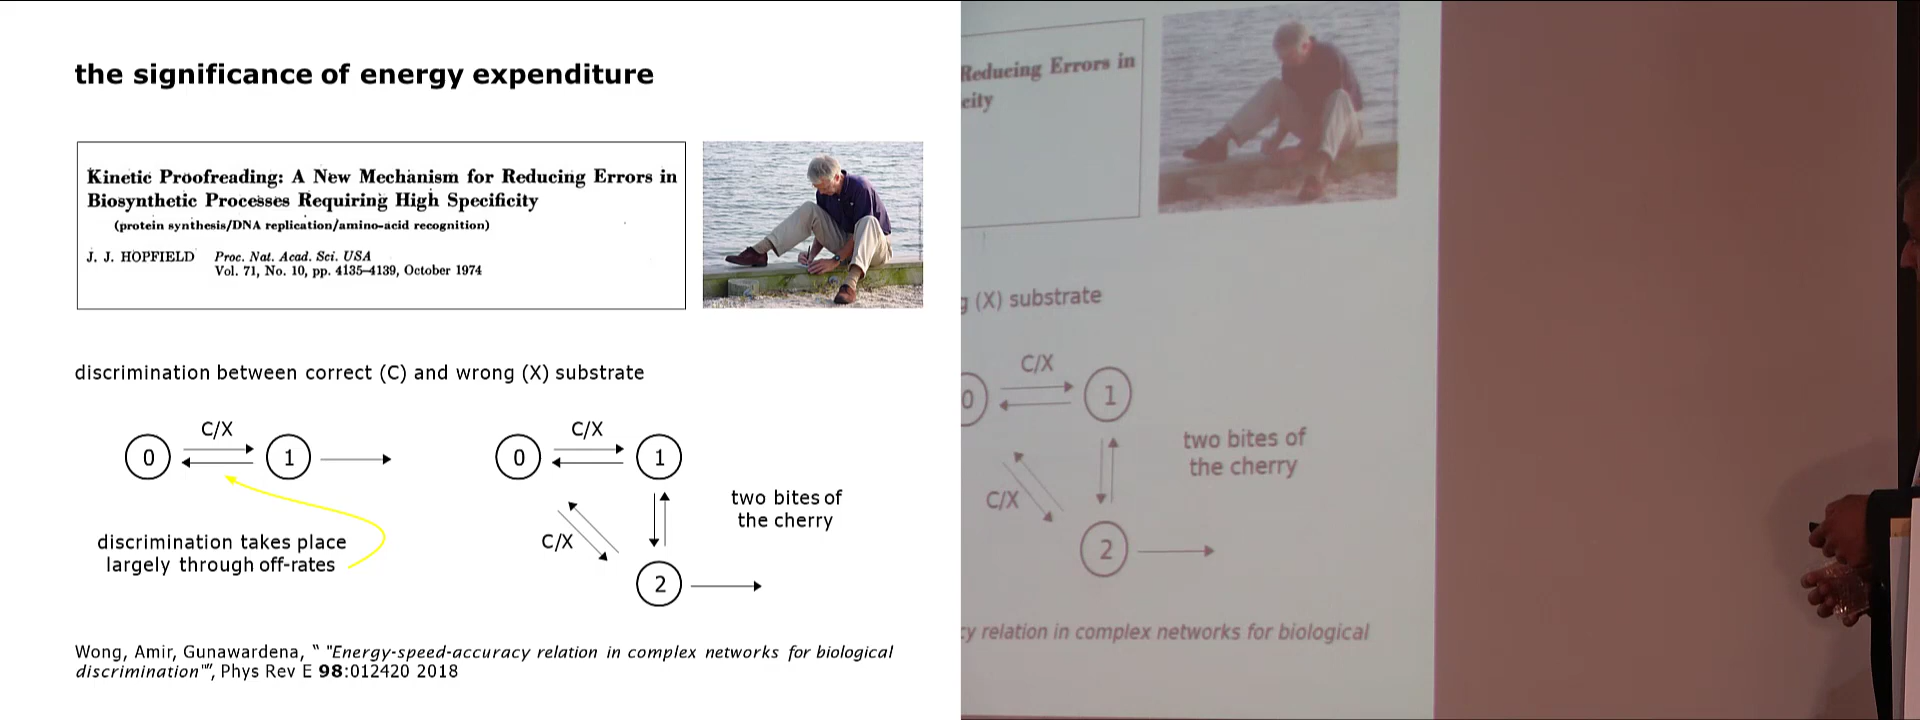 the significance of energy expenditure
Kinetic Proofreading: A New Mechanism for Reducing Errors in
Biosynthetic Processes Requiring High Specificity
(protein synthesis/DNA replication/amino-acid recognition)
J. J. HOPFIELD Proc. Nat. Acad. Sci. USA
Vol. 71, No. 10, pp. 4135–4139, October 1974
discrimination between correct (C) and wrong (X) substrate
C/X
0
1
discrimination takes place
largely through off-rates
C/X
0
1
C/X
2
two bites of
the cherry
Wong, Amir, Gunawardena, “ "Energy-speed-accuracy relation in complex networks for biological
discrimination"”, Phys Rev E 98:012420 2018
Reducing Errors in
city
g (X) substrate
C/X
0
1
C/X
2
two bites of
the cherry
cy relation in complex networks for biological